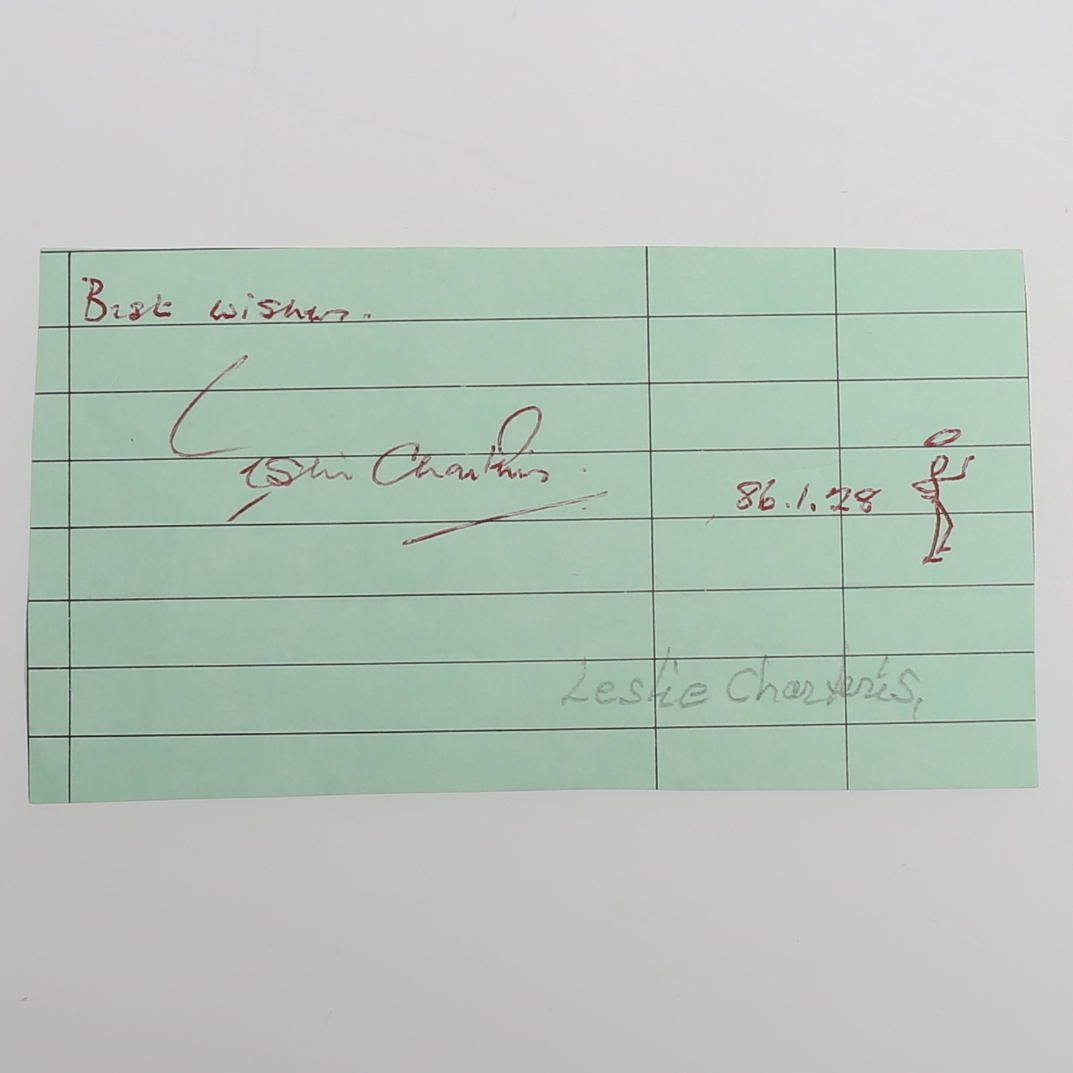 Best wishes.
Leslie Charteris.
86.1.28
Leslie Charteris,